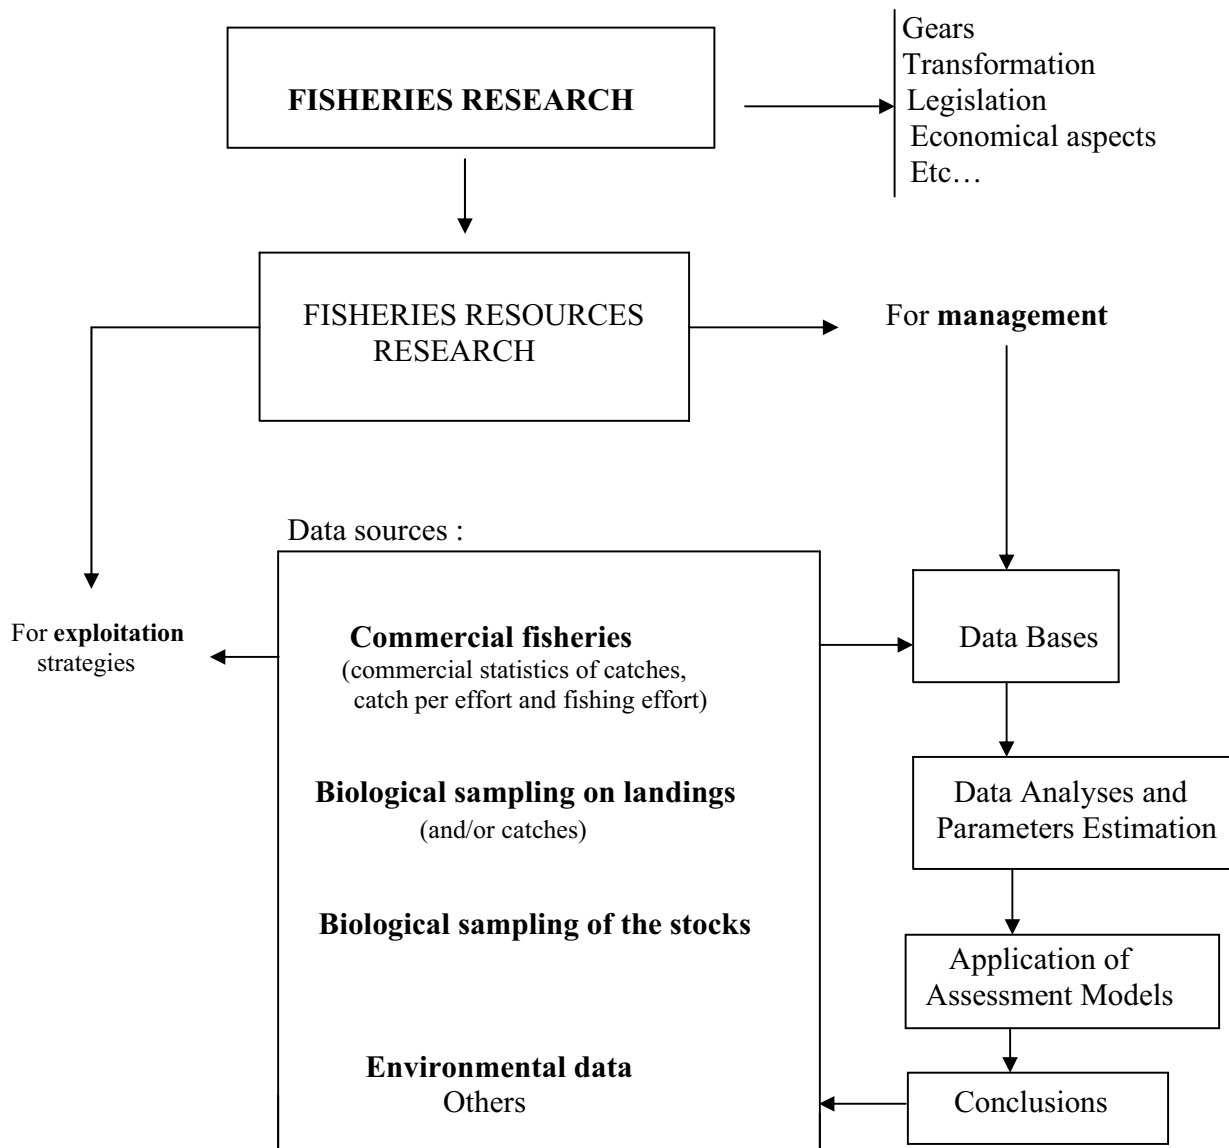 FISHERIES RESEARCH
Gears
Transformation
Legislation
Economical aspects
Etc…
FISHERIES RESOURCES
RESEARCH
For management
Data sources :
For exploitation
strategies
Commercial fisheries
(commercial statistics of catches,
catch per effort and fishing effort)
Biological sampling on landings
(and/or catches)
Biological sampling of the stocks
Environmental data
Others
Data Bases
Data Analyses and
Parameters Estimation
Application of
Assessment Models
Conclusions